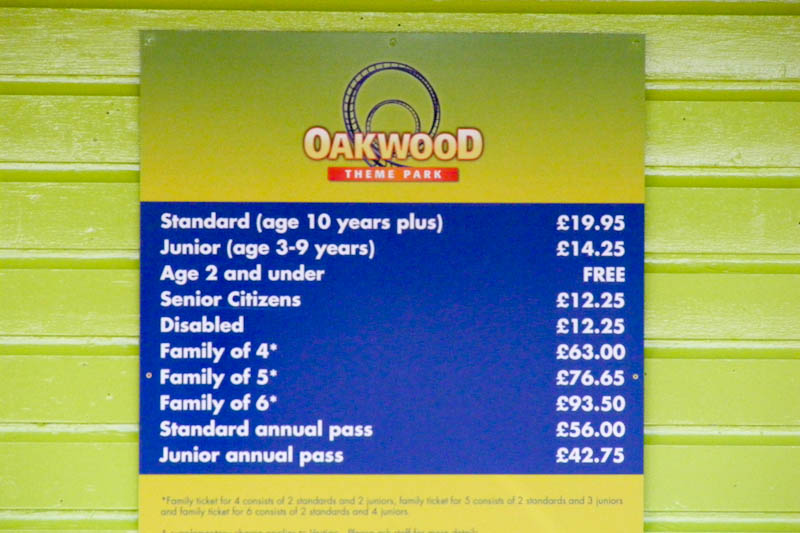 OAKWOOD
THEME PARK
Standard (age 10 years plus) £19.95
Junior (age 3-9 years) £14.25
Age 2 and under FREE
Senior Citizens £12.25
Disabled £12.25
Family of 4* £63.00
Family of 5* £76.65
Family of 6* £93.50
Standard annual pass £56.00
Junior annual pass £42.75
*Family ticket for 4 consists of 2 standards and 2 juniors, family ticket for 5 consists of 2 standards and 3 juniors
and family ticket for 6 consists of 2 standards and 4 juniors.